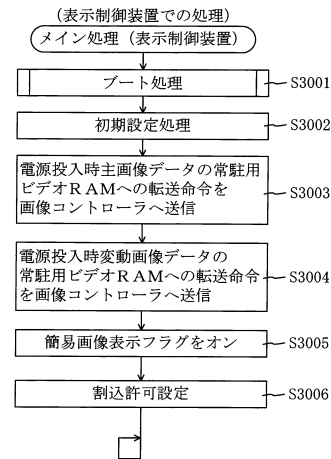 (表示制御装置での処理)
メイン処理(表示制御装置)
ブート処理
S3001
初期設定処理
S3002
電源投入時主画像データの常駐用
ビデオRAMへの転送命令を
画像コントローラへ送信
S3003
電源投入時変動画像データの
常駐用ビデオRAMへの転送命令
を画像コントローラへ送信
S3004
簡易画像表示フラグをオン
S3005
割込許可設定
S3006